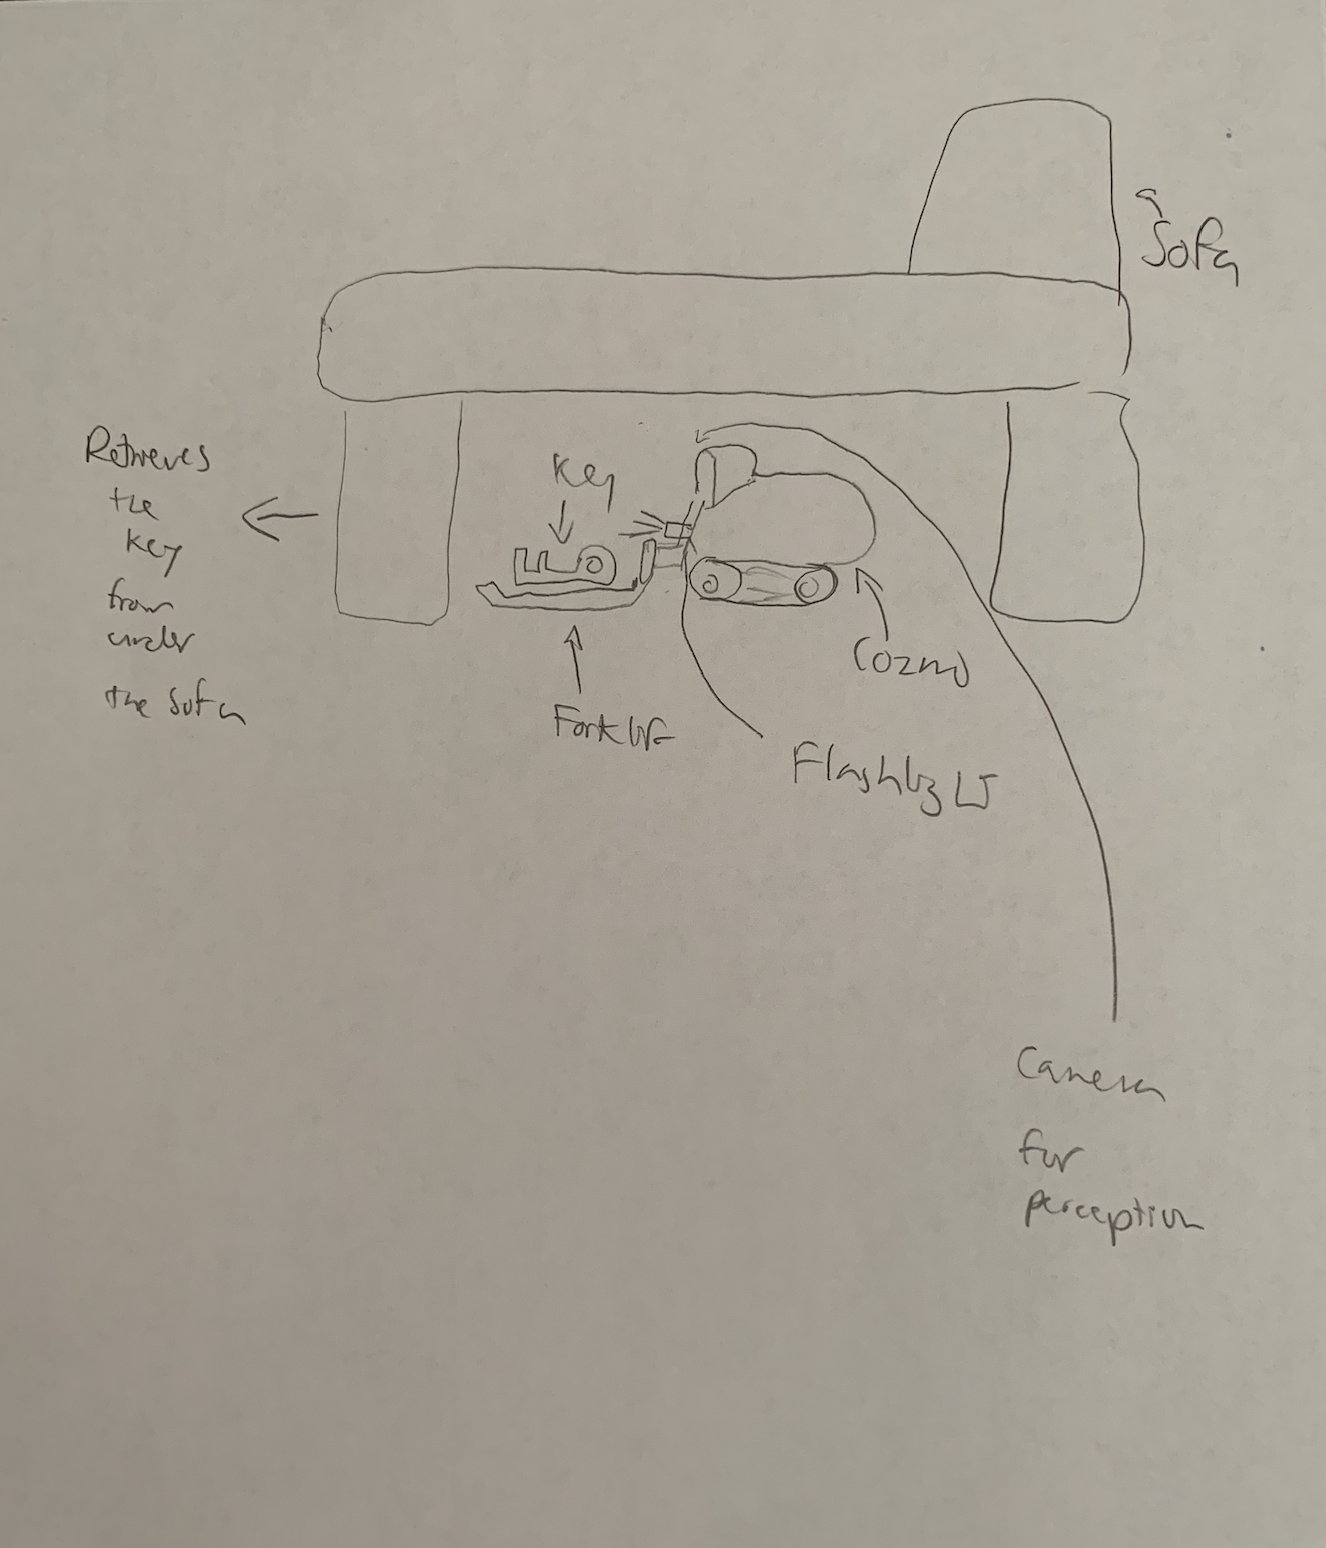 Sofa
Retrieves
the
key
from
under
the sofa
key
Cozmo
Forklift
Flashlight
Camera
for
perception